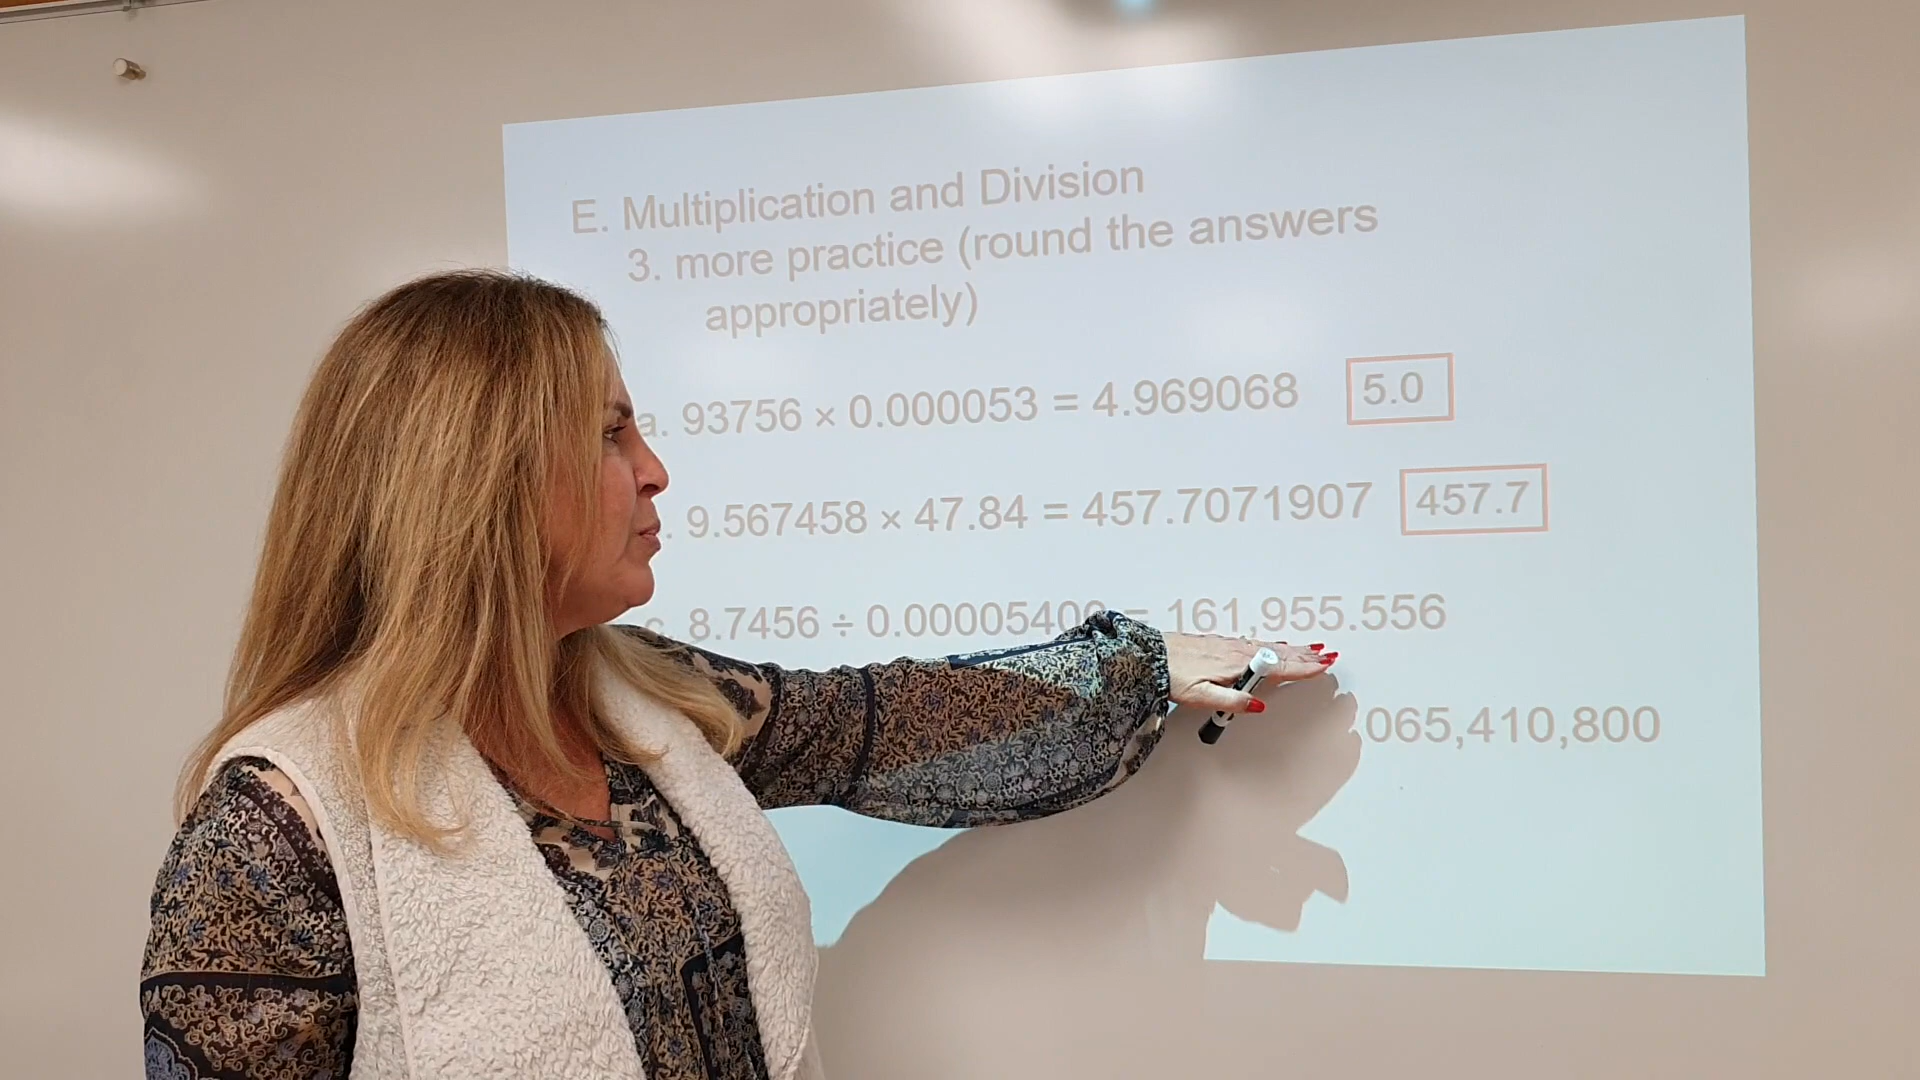 E. Multiplication and Division
3. more practice (round the answers
appropriately)
a. 93756 × 0.000053 = 4.969068 5.0
. 9.567458 × 47.84 = 457.7071907 457.7
c. 8.7456 ÷ 0.00005400 = 161,955.556
,065,410,800